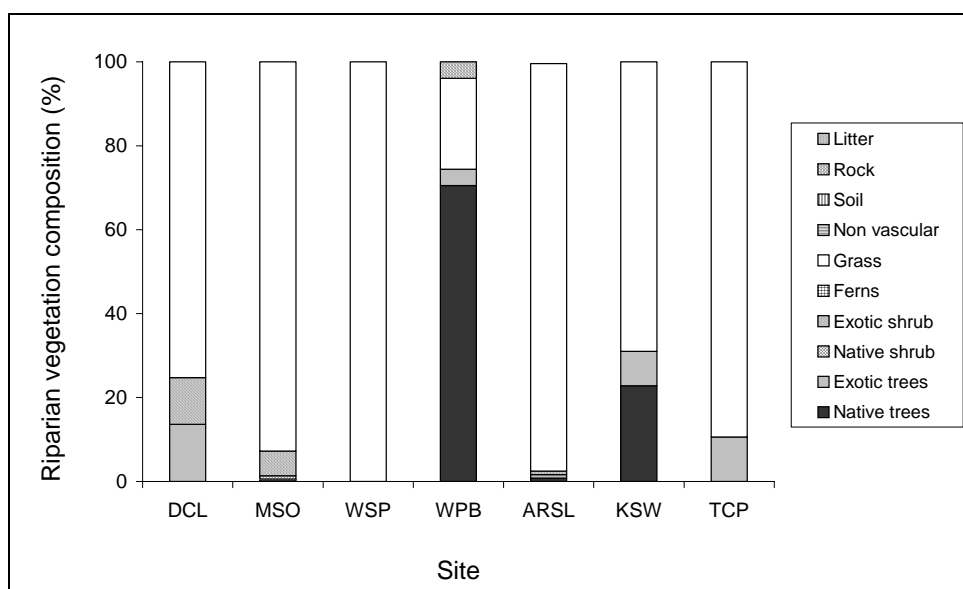 Riparian vegetation composition (%)
100
80
60
40
20
0
DCL MSO WSP WPB ARSL KSW TCP
Site
Litter
Rock
Soil
Non vascular
Grass
Ferns
Exotic shrub
Native shrub
Exotic trees
Native trees